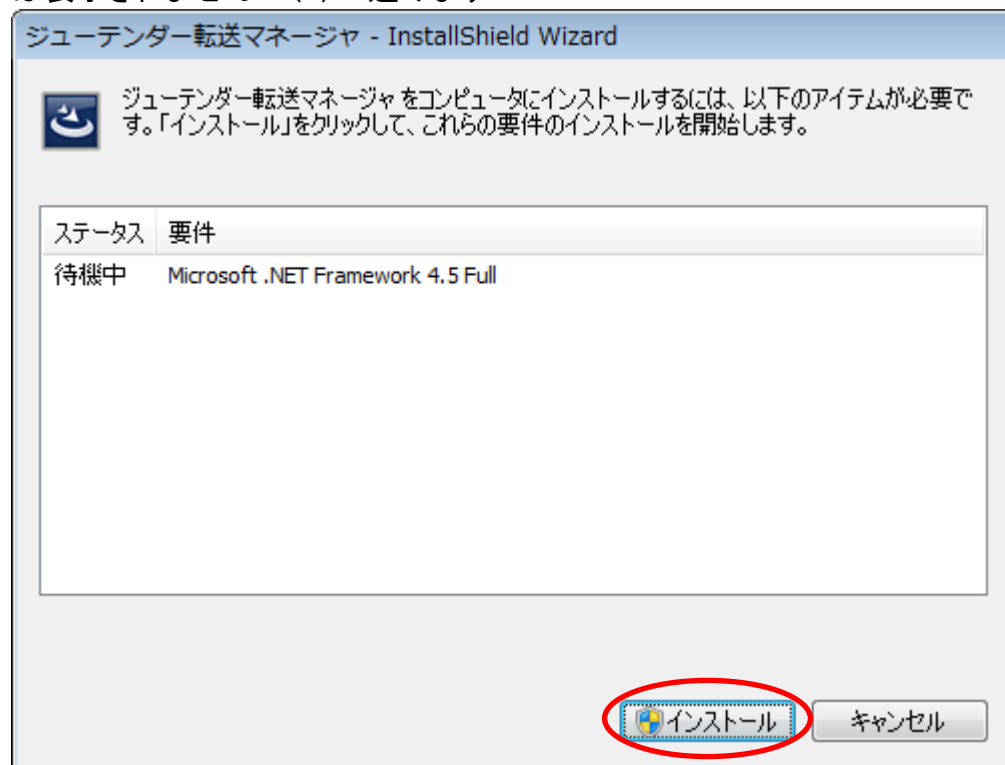 ジューテンダー転送マネージャ - InstallShield Wizard
ジューテンダー転送マネージャ をコンピュータにインストールするには、以下のアイテムが必要で
す。「インストール」をクリックして、これらの要件のインストールを開始します。
ステータス 要件
待機中 Microsoft .NET Framework 4.5 Full
インストール キャンセル